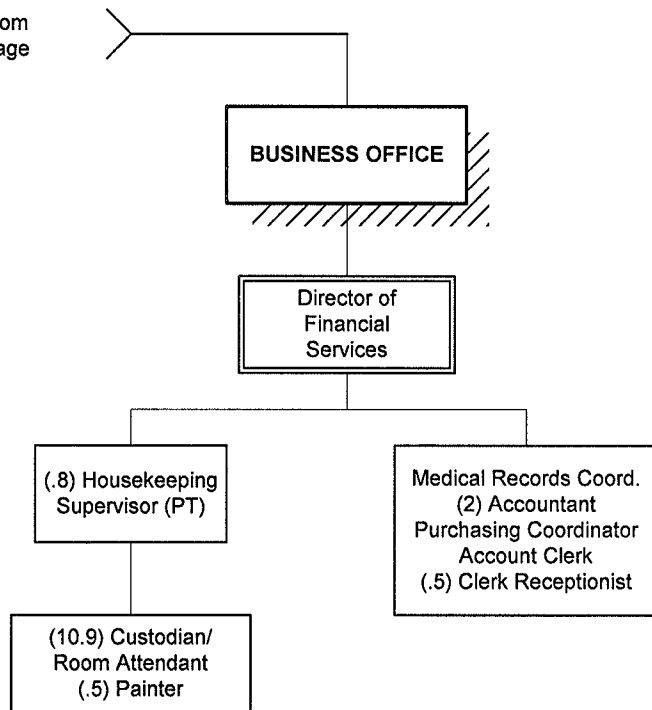 om
age
BUSINESS OFFICE
Director of
Financial
Services
(.8) Housekeeping
Supervisor (PT)
Medical Records Coord.
(2) Accountant
Purchasing Coordinator
Account Clerk
(.5) Clerk Receptionist
(10.9) Custodian/
Room Attendant
(.5) Painter